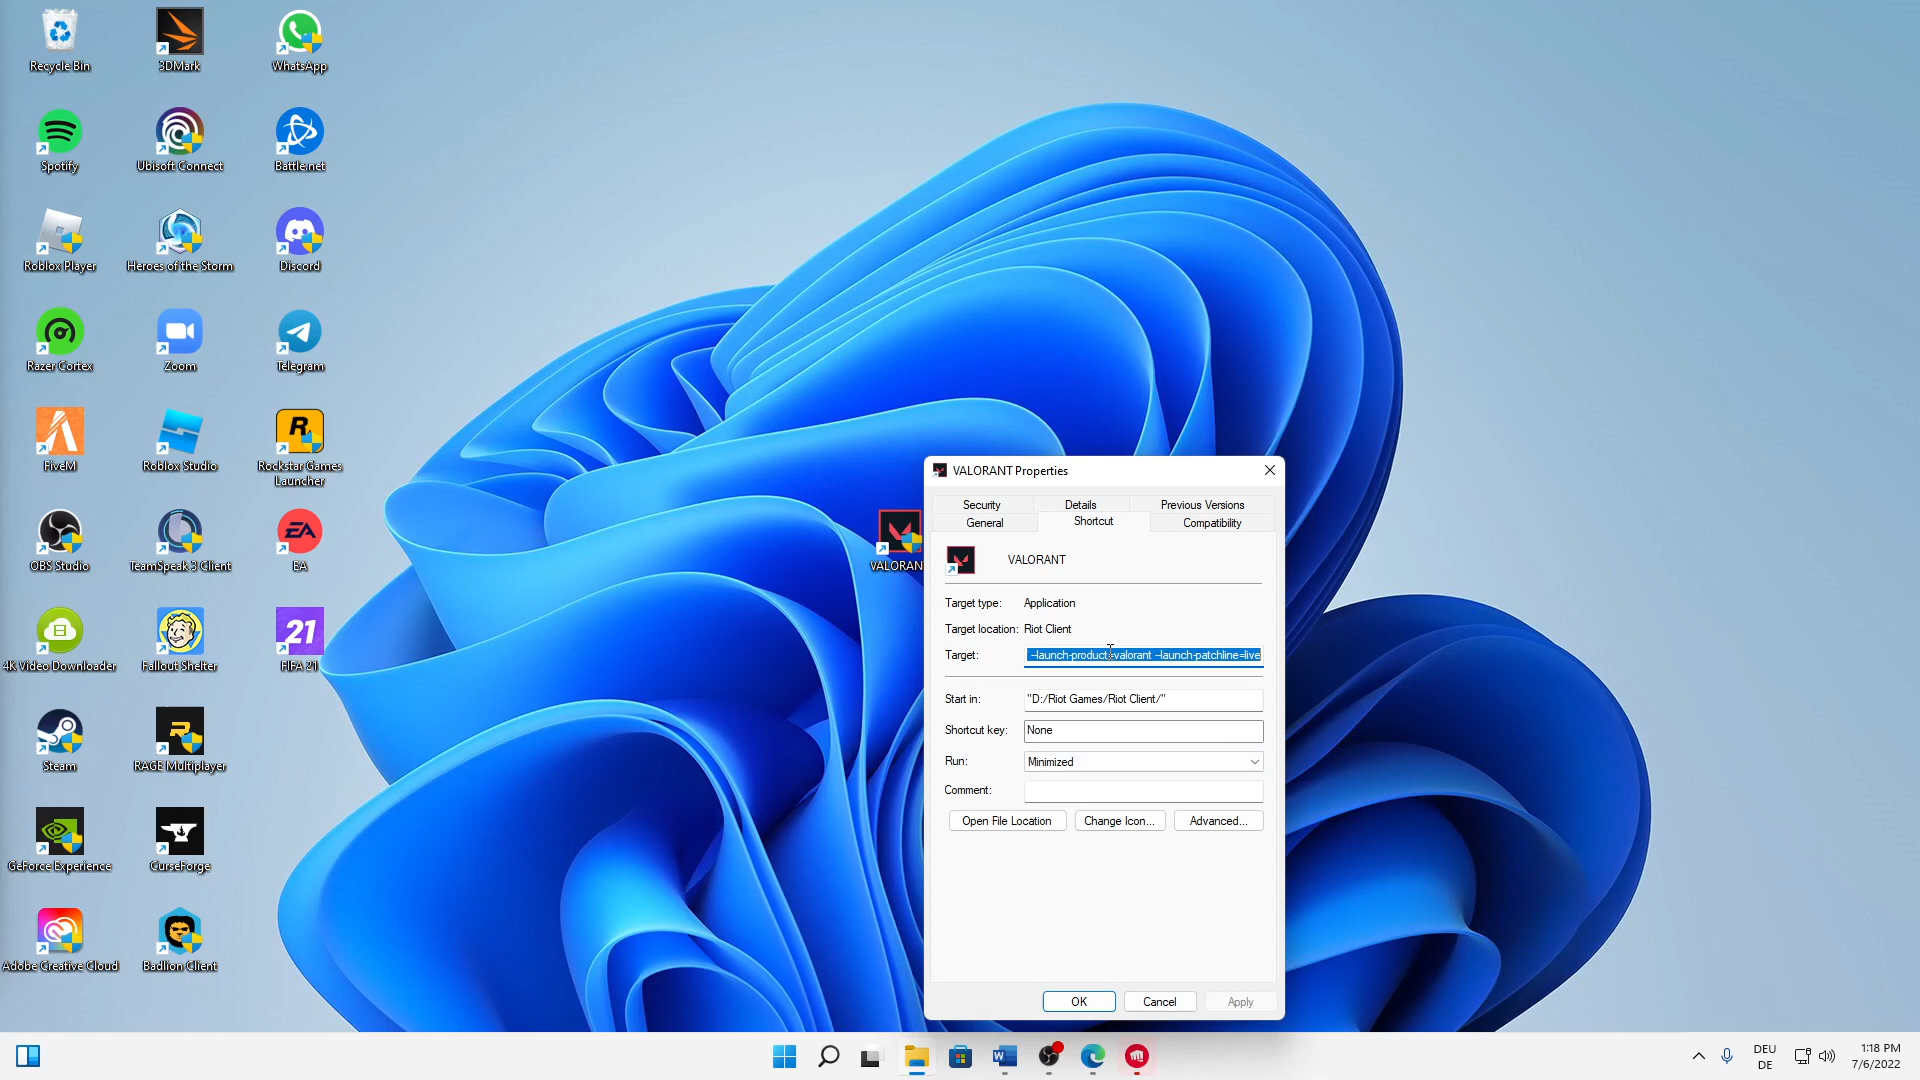 Recycle Bin
3DMark
WhatsApp
Spotify
Ubisoft Connect
Battle.net
Roblox Player
Heroes of the Storm
Discord
Razer Cortex
Zoom
Telegram
FiveM
Roblox Studio
Rockstar Games
Launcher
OBS Studio
TeamSpeak 3 Client
EA
4K Video Downloader
Fallout Shelter
21
FIFA 21
Steam
RAGE Multiplayer
GeForce Experience
CurseForge
Adobe Creative Cloud
Badlion Client
VALORAN
VALORANT Properties
Security
Details
Previous Versions
General
Shortcut
Compatibility
VALORANT
Target type: Application
Target location: Riot Client
Target: --launch-product=valorant --launch-patchline=live
Start in: "D:/Riot Games/Riot Client/"
Shortcut key: None
Run: Minimized
Comment:
Open File Location
Change Icon...
Advanced...
OK
Cancel
Apply
DEU
DE
1:18 PM
7/6/2022